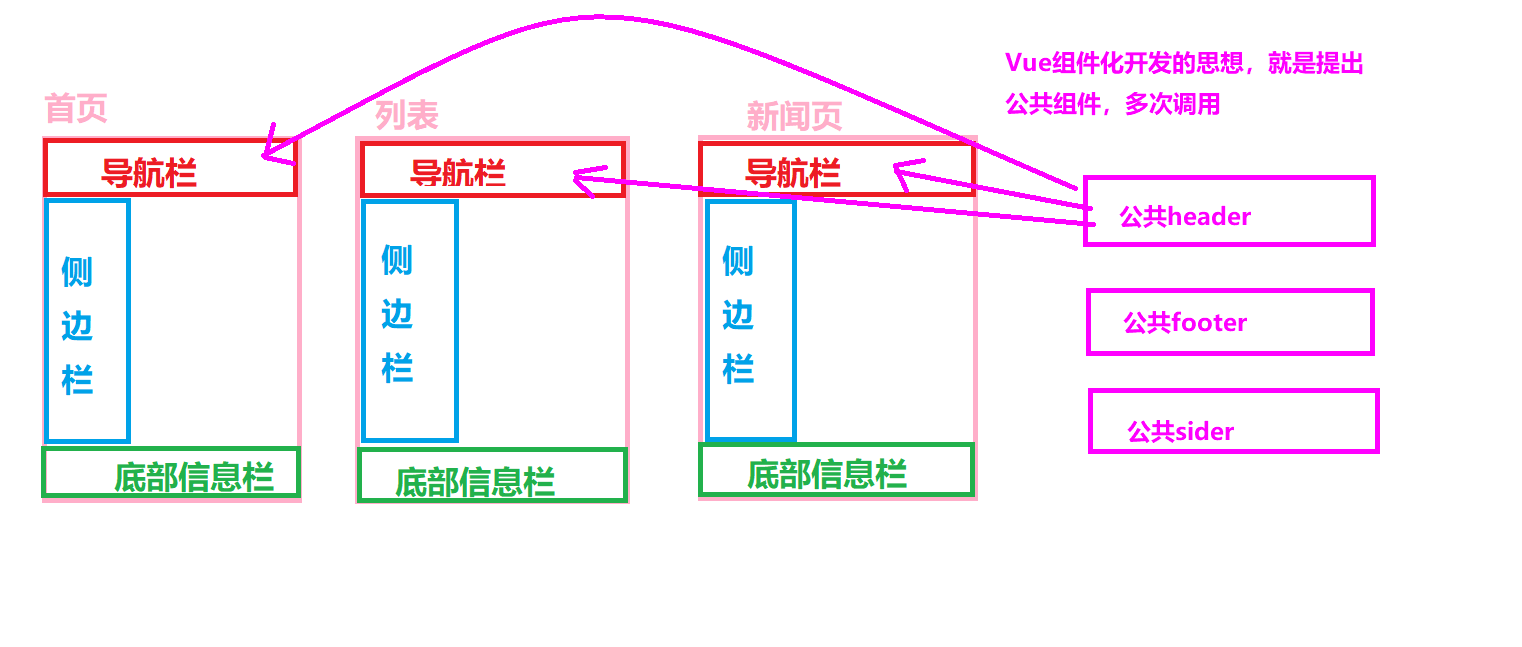 Vue组件化开发的思想，就是提出
公共组件，多次调用
首页
列表
新闻页
导航栏
导航栏
导航栏
公共header
侧
边
栏
侧
边
栏
侧
边
栏
公共footer
公共sider
底部信息栏
底部信息栏
底部信息栏